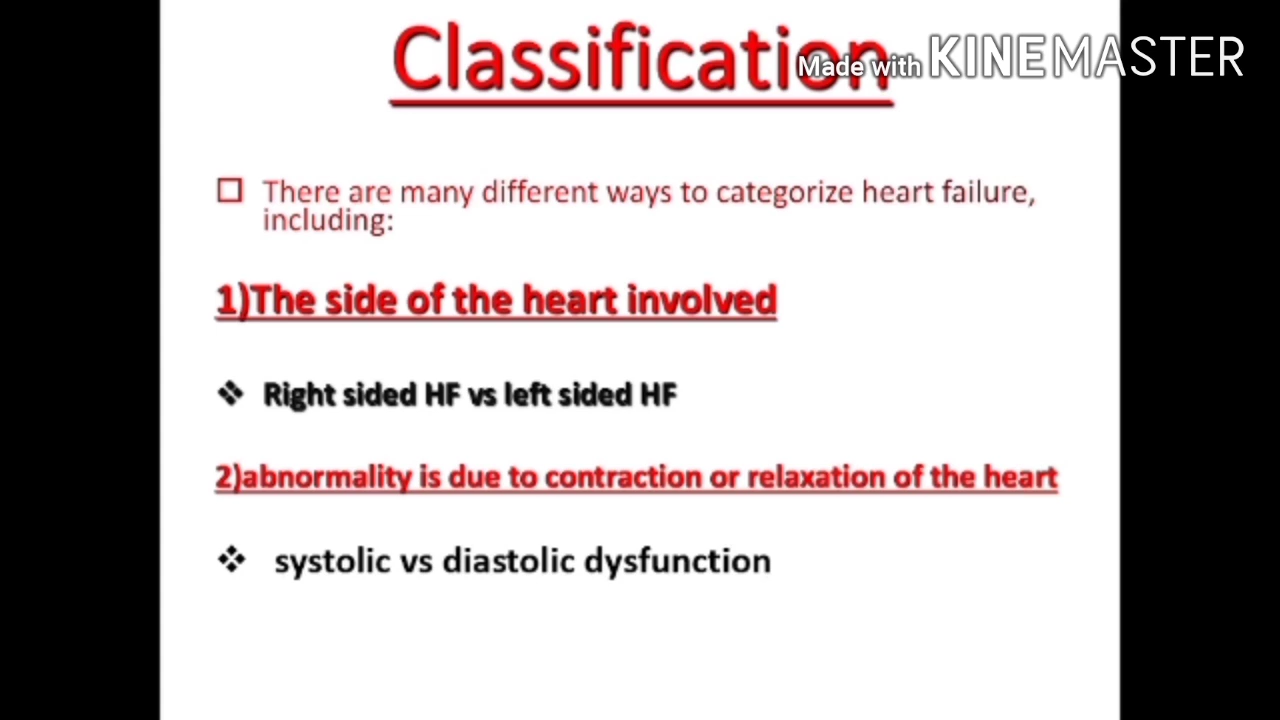 Classification
Made with KINEMASTER
There are many different ways to categorize heart failure,
including:
1)The side of the heart involved
Right sided HF vs left sided HF
2)abnormality is due to contraction or relaxation of the heart
systolic vs diastolic dysfunction